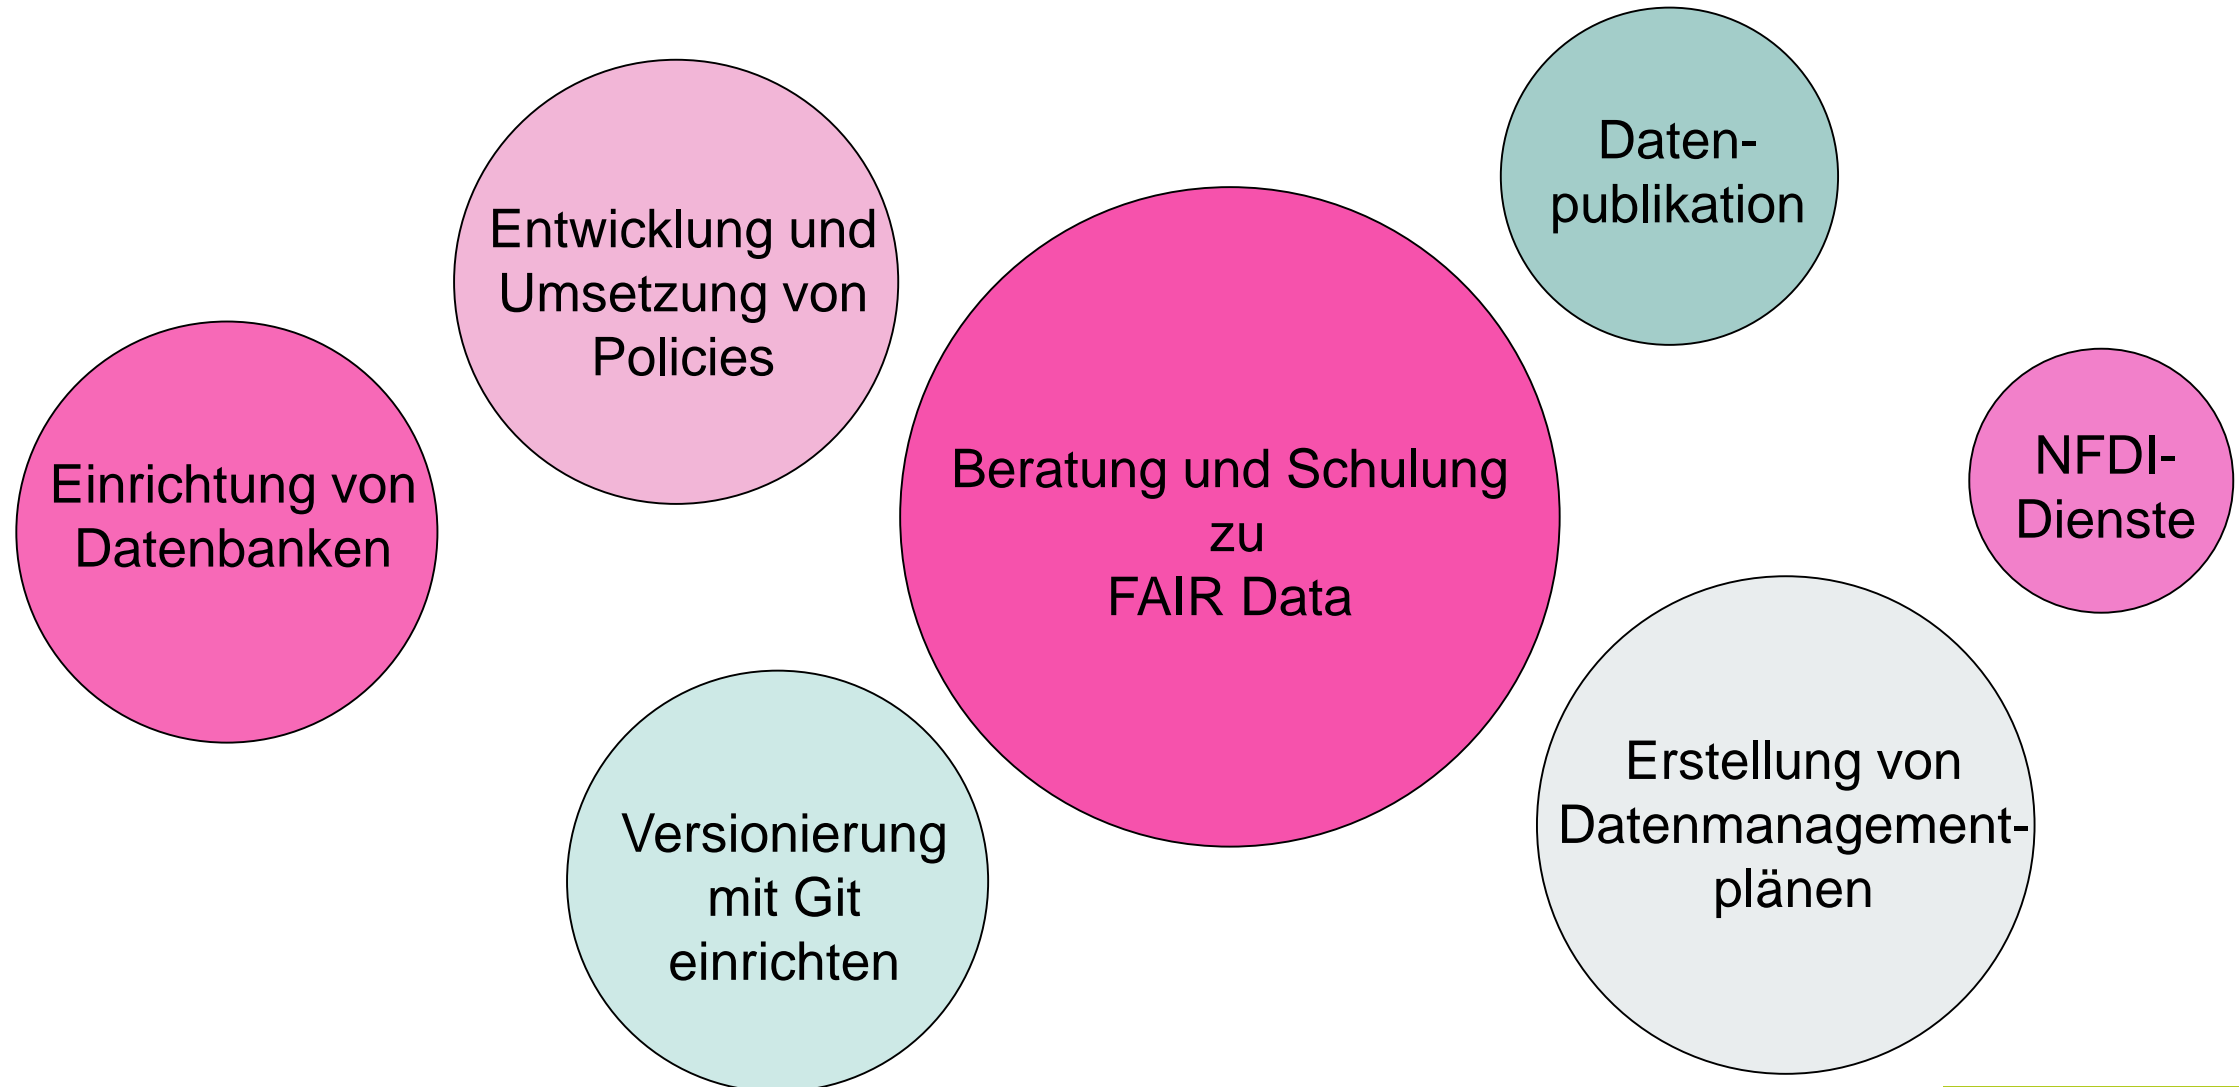 Einrichtung von
Datenbanken
Entwicklung und
Umsetzung von
Policies
Versionierung
mit Git
einrichten
Beratung und Schulung
zu
FAIR Data
Daten-
publikation
Erstellung von
Datenmanagement-
plänen
NFDI-
Dienste